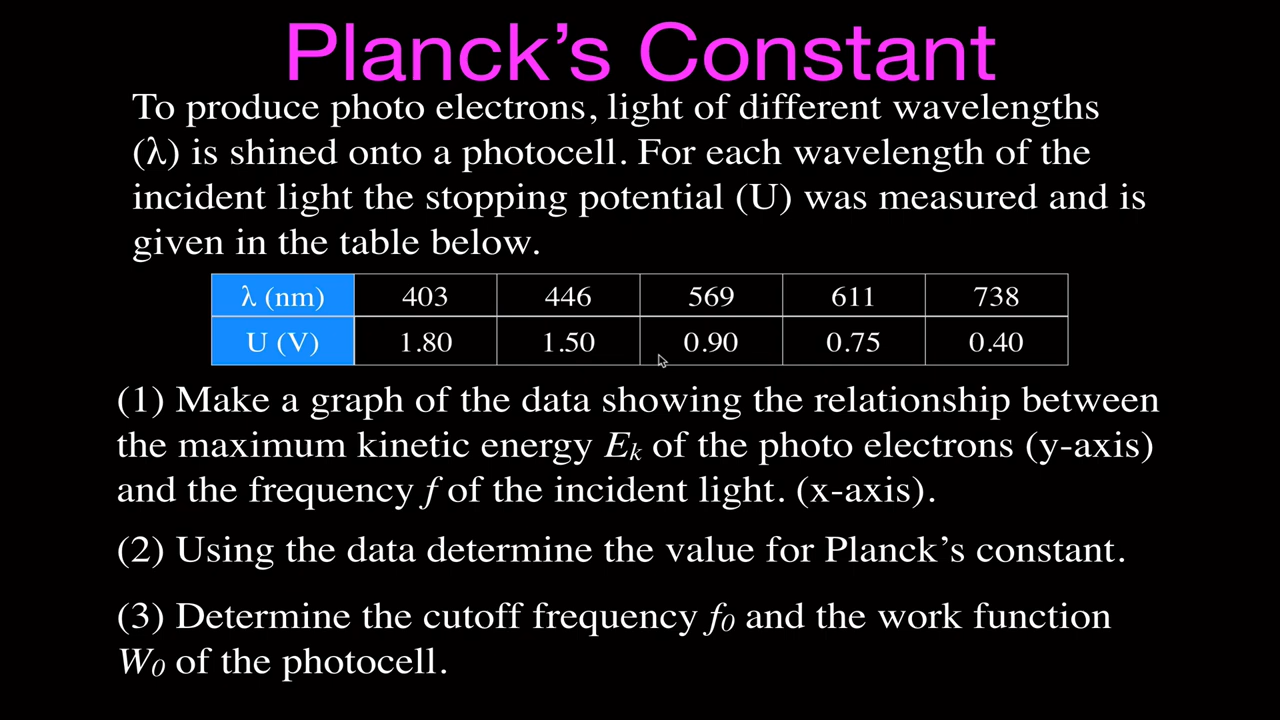 Planck’s Constant
To produce photo electrons, light of different wavelengths
(λ) is shined onto a photocell. For each wavelength of the
incident light the stopping potential (U) was measured and is
given in the table below.
λ (nm) 403 446 569 611 738
U (V) 1.80 1.50 0.90 0.75 0.40
(1) Make a graph of the data showing the relationship between
the maximum kinetic energy Eₖ of the photo electrons (y-axis)
and the frequency f of the incident light. (x-axis).
(2) Using the data determine the value for Planck’s constant.
(3) Determine the cutoff frequency f₀ and the work function
W₀ of the photocell.